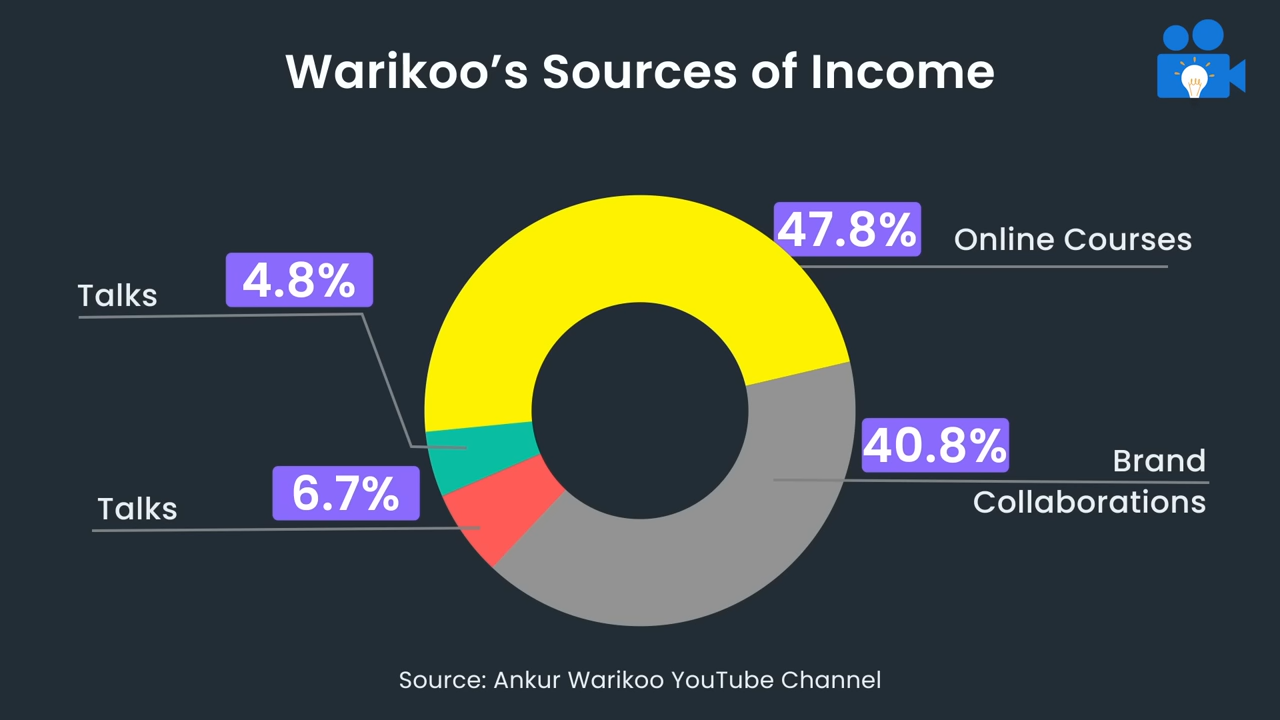 Warikoo’s Sources of Income
47.8%
Online Courses
4.8%
Talks
40.8%
Brand
Collaborations
6.7%
Talks
Source: Ankur Warikoo YouTube Channel